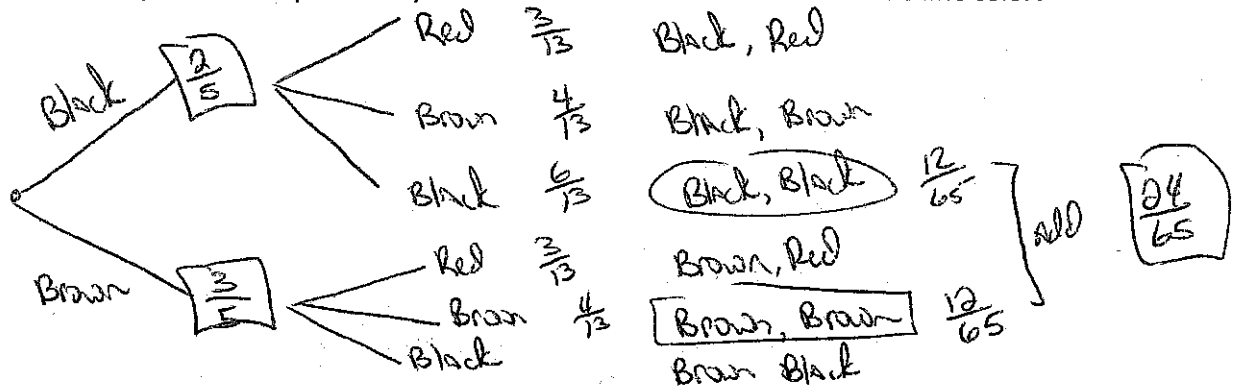 Red 3/13 Black, Red
Black 2/5 Brown 4/13 Black, Brown
Black 6/13 Black, Black 12/65
add 24/65
Red 3/13 Brown, Red
Brown 3/5 Brown 4/13 Brown, Brown 12/65
Black Brown Black